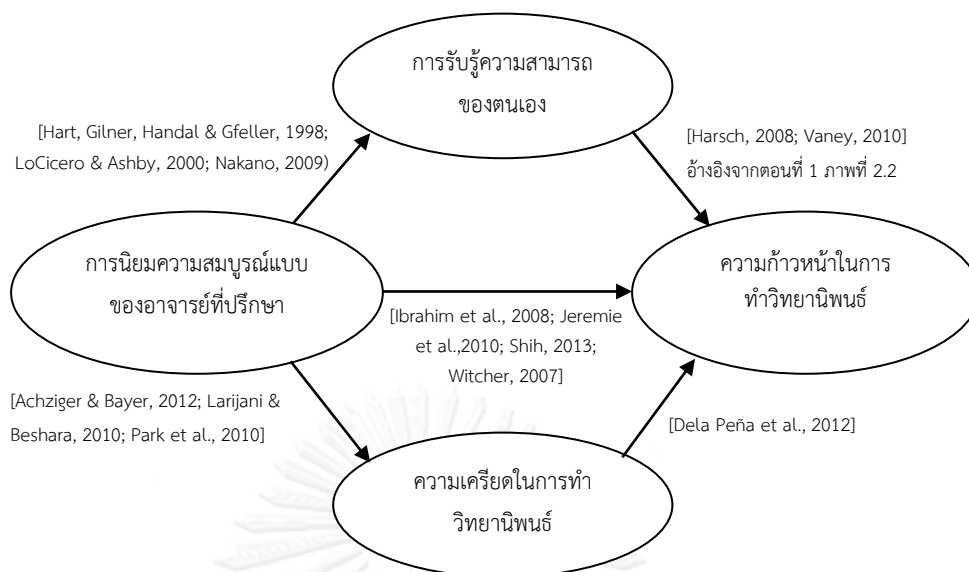 การรับรู้ความสามารถ
ของตนเอง
[Hart, Gilner, Handal & Gfeller, 1998;
LoCicero & Ashby, 2000; Nakano, 2009)
[Harsch, 2008; Vaney, 2010]
อ้างอิงจากตอนที่ 1 ภาพที่ 2.2
การนิยมความสมบูรณ์แบบ
ของอาจารย์ที่ปรึกษา
ความก้าวหน้าในการ
ทำวิทยานิพนธ์
[Ibrahim et al., 2008; Jeremie
et al.,2010; Shih, 2013;
Witcher, 2007]
[Achziger & Bayer, 2012; Larijani &
Beshara, 2010; Park et al., 2010]
[Dela Peña et al., 2012]
ความเครียดในการทำ
วิทยานิพนธ์